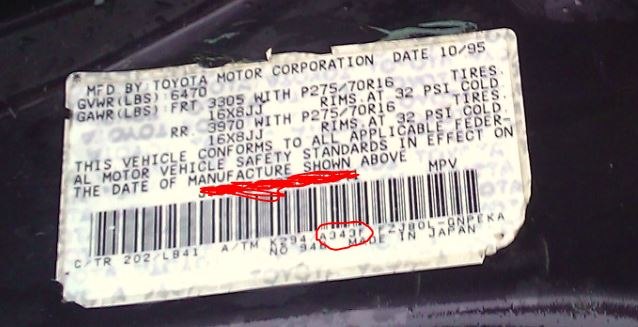 MFD BY: TOYOTA MOTOR CORPORATION DATE 10/95
GVWR(LBS):6470
GAWR(LBS): FRT. 3305 WITH P275/70R16 TIRES.
16X8JJ RIMS AT 32 PSI COLD.
RR. 3970 WITH P275/70R16 TIRES.
16X8JJ RIMS AT 32 PSI COLD.
THIS VEHICLE CONFORMS TO ALL APPLICABLE FEDER-
AL MOTOR VEHICLE SAFETY STANDARDS IN EFFECT ON
THE DATE OF MANUFACTURE SHOWN ABOVE
MPV
C/TR 202/LB41 A/TM K294 A343F FZJ80L-GNPEKA
MADE IN JAPAN